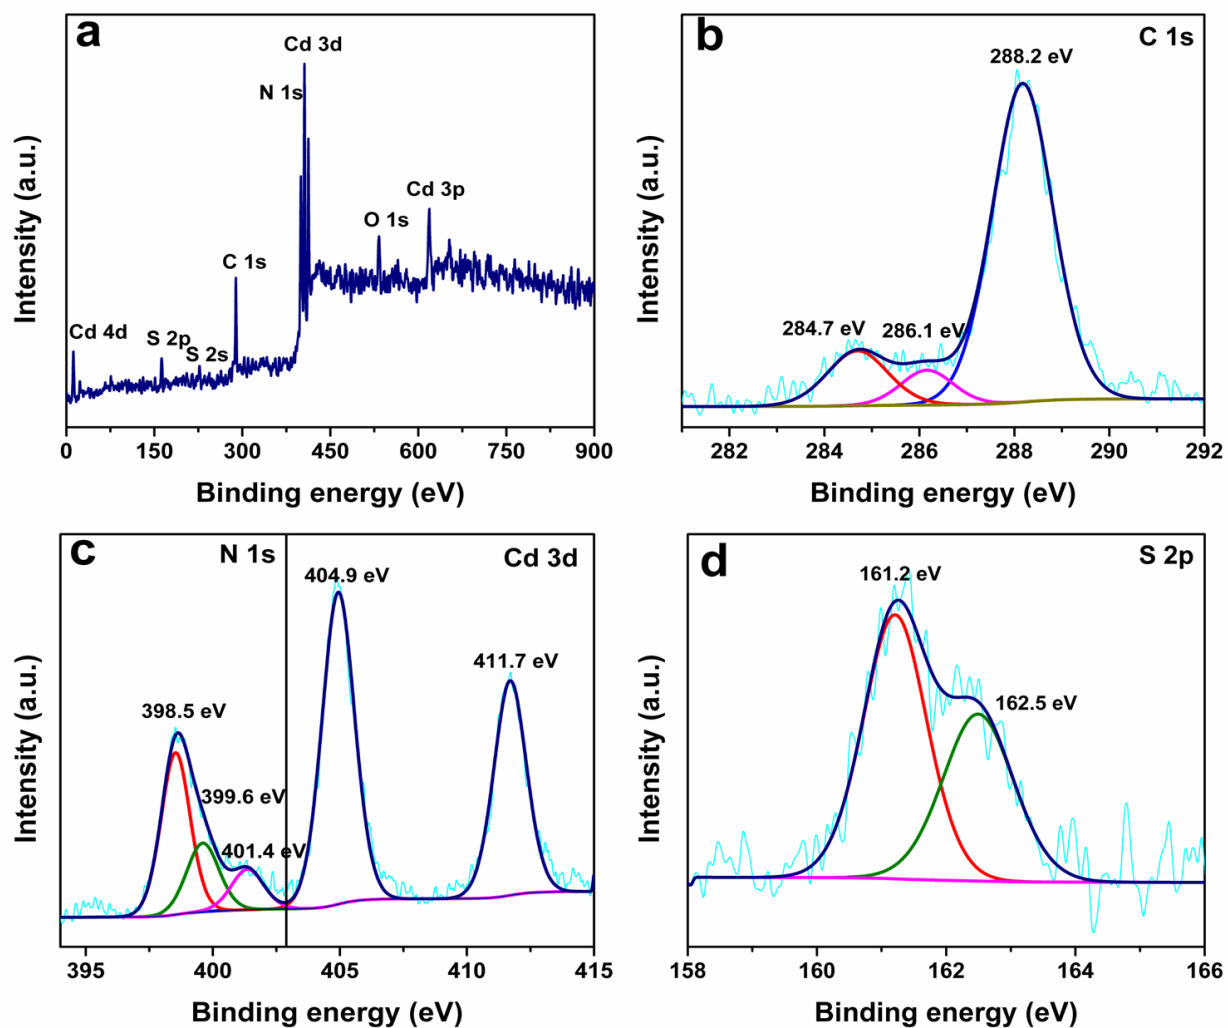 a
Cd 3d
N 1s
Cd 3p
O 1s
C 1s
Cd 4d
S 2p
S 2s
Intensity (a.u.)
0 150 300 450 600 750 900
Binding energy (eV)
b
C 1s
288.2 eV
284.7 eV
286.1 eV
Intensity (a.u.)
282 284 286 288 290 292
Binding energy (eV)
c
N 1s
Cd 3d
404.9 eV
411.7 eV
398.5 eV
399.6 eV
401.4 eV
Intensity (a.u.)
395 400 405 410 415
Binding energy (eV)
d
S 2p
161.2 eV
162.5 eV
Intensity (a.u.)
158 160 162 164 166
Binding energy (eV)